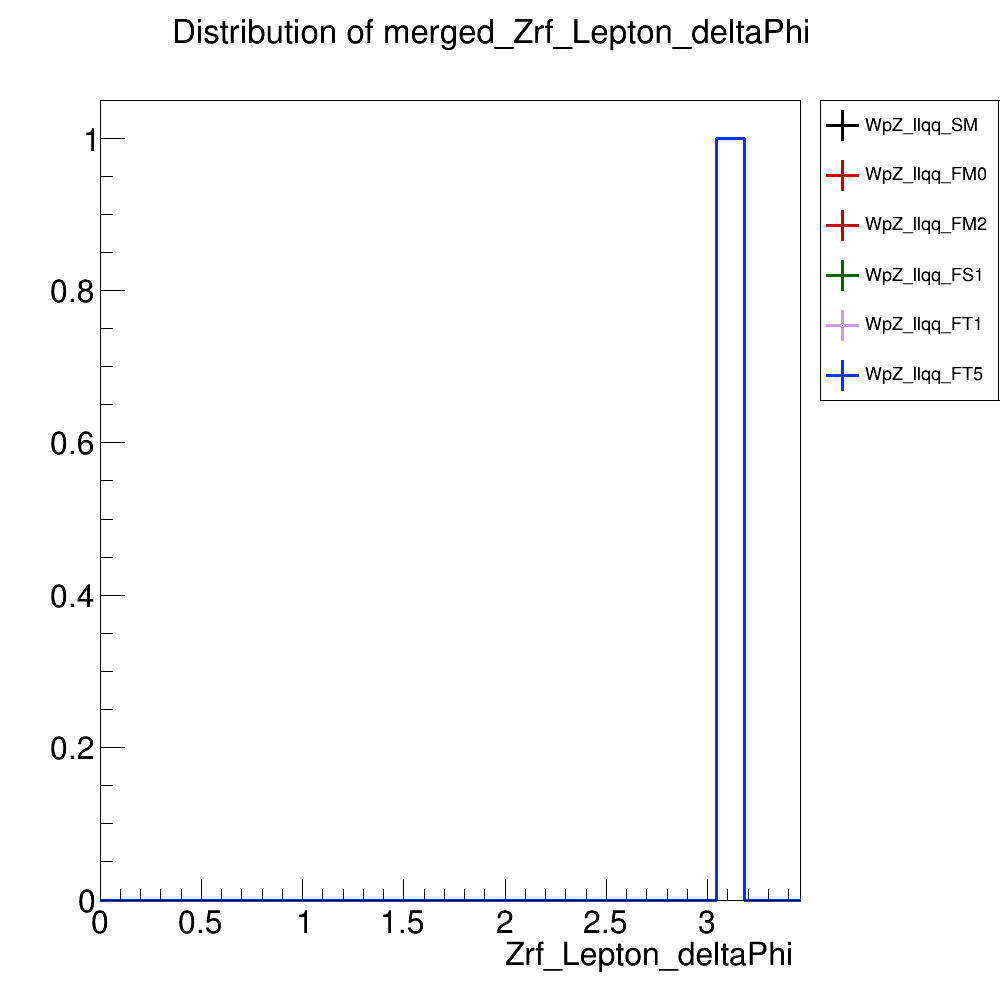 Distribution of merged_Zrf_Lepton_deltaPhi
WpZ_llqq_SM
WpZ_llqq_FM0
WpZ_llqq_FM2
WpZ_llqq_FS1
WpZ_llqq_FT1
WpZ_llqq_FT5
1
0.8
0.6
0.4
0.2
0
0 0.5 1 1.5 2 2.5 3
Zrf_Lepton_deltaPhi